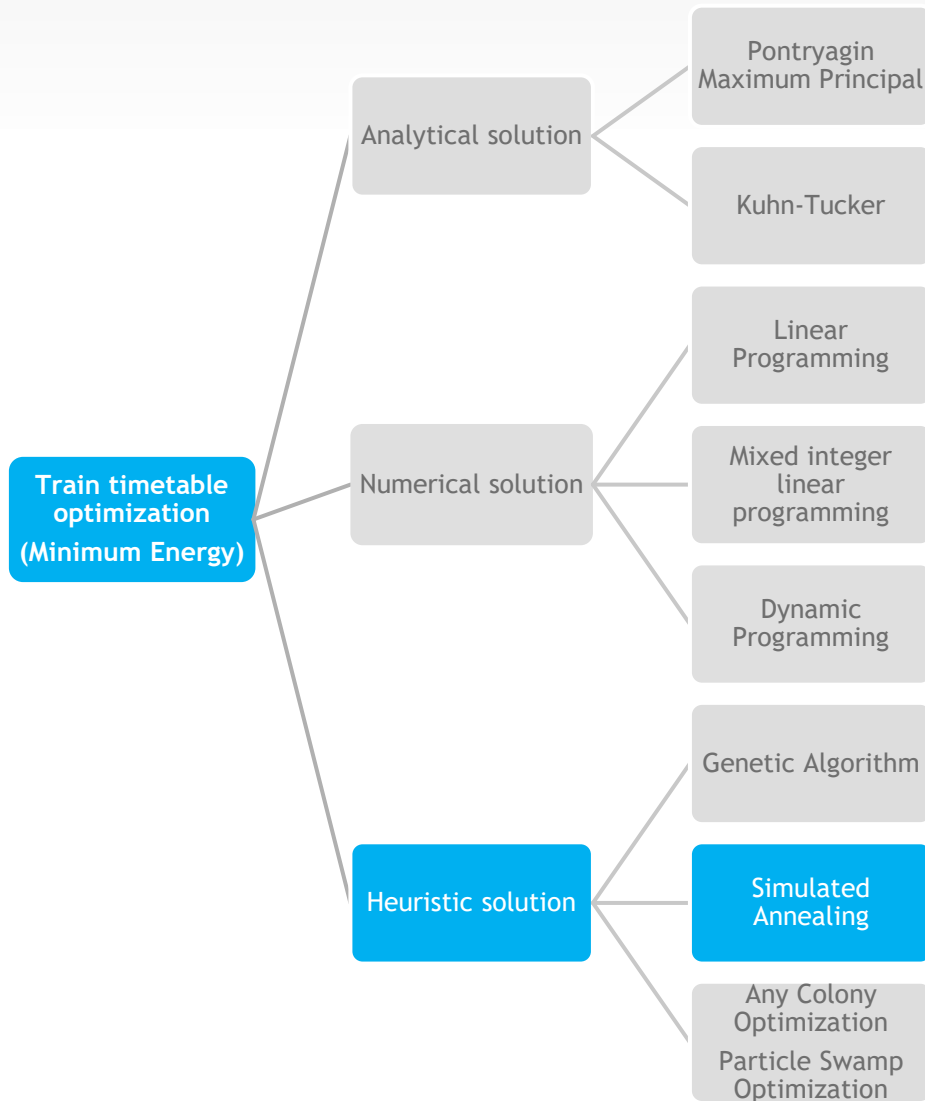 Pontryagin
Maximum Principal
Analytical solution
Kuhn-Tucker
Linear
Programming
Train timetable
optimization
(Minimum Energy)
Numerical solution
Mixed integer
linear
programming
Dynamic
Programming
Genetic Algorithm
Heuristic solution
Simulated
Annealing
Any Colony
Optimization
Particle Swamp
Optimization